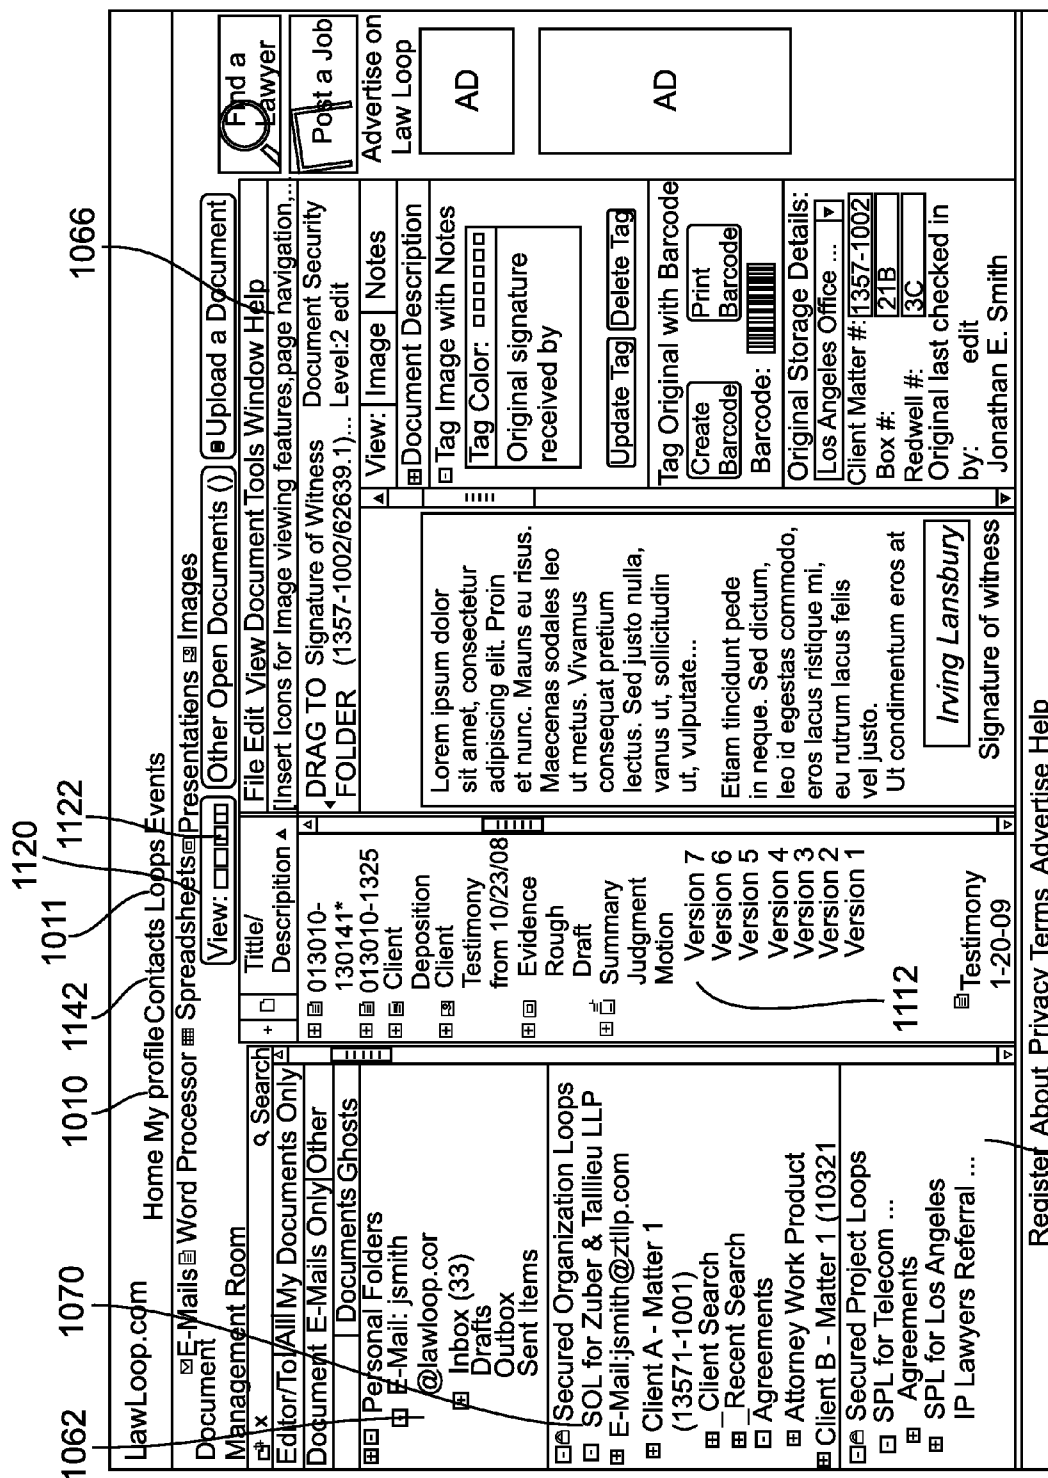 1062
1070
1010
1142
1011
1120
1122
1066
LawLoop.com
Home My profile Contacts Loops Events
E-Mails Word Processor Spreadsheets Presentations Images
Document
Management Room
View:
Other Open Documents ()
Upload a Document
x Search
Editor/Tol All My Documents Only
Document E-Mails Only Other
Documents Ghosts
Personal Folders
E-Mail: jsmith
@lawloop.cor
Inbox (33)
Drafts
Outbox
Sent Items
Secured Organization Loops
SOL for Zuber & Tallieu LLP
E-Mail:jsmith@ztllp.com
Client A - Matter 1
(13571-1001)
_Client Search
_Recent Search
Agreements
Attorney Work Product
Client B - Matter 1 (10321
Secured Project Loops
SPL for Telecom ...
Agreements
SPL for Los Angeles
IP Lawyers Referral ...
+
Tittle/
Descripition
013010-
130141*
013010-1325
Client
Deposition
Client
Testimony
from 10/23/08
Evidence
Rough
Draft
Summary
Judgment
Motion
Version 7
Version 6
Version 5
Version 4
Version 3
Version 2
Version 1
1112
Testimony
1-20-09
File Edit View Document Tools Window Help
[Insert Icons for Image viewing features,page navigation,..
DRAG TO
FOLDER
Signature of Witness
(1357-1002/62639.1)...
Document Security
Level:2 edit
Lorem ipsum dolor
sit amet, consectetur
adipiscing elit. Proin
et nunc. Mauns eu risus.
Maecenas sodales leo
ut metus. Vivamus
consequat pretium
lectus. Sed justo nulla,
vanus ut, sollicitudin
ut, vulputate...
Etiam tincidunt pede
in neque. Sed dictum,
leo id egestas commodo,
eros lacus ristique mi,
eu rutrum lacus felis
vel justo.
Ut condimentum eros at
Irving Lansbury
Signature of witness
View: Image Notes
Document Description
Tag Image with Notes
Tag Color:
Original signature
received by
Update Tag Delete Tag
Tag Original with Barcode
Create
Barcode
Print
Barcode
Barcode:
Original Storage Details:
Los Angeles Office ...
Client Matter #: 1357-1002
Box #: 21B
Redwell #: 3C
Original last checked in
by: edit
Jonathan E. Smith
Find a
Lawyer
Post a Job
Advertise on
Law Loop
AD
AD
Register About Privacy Terms Advertise Help